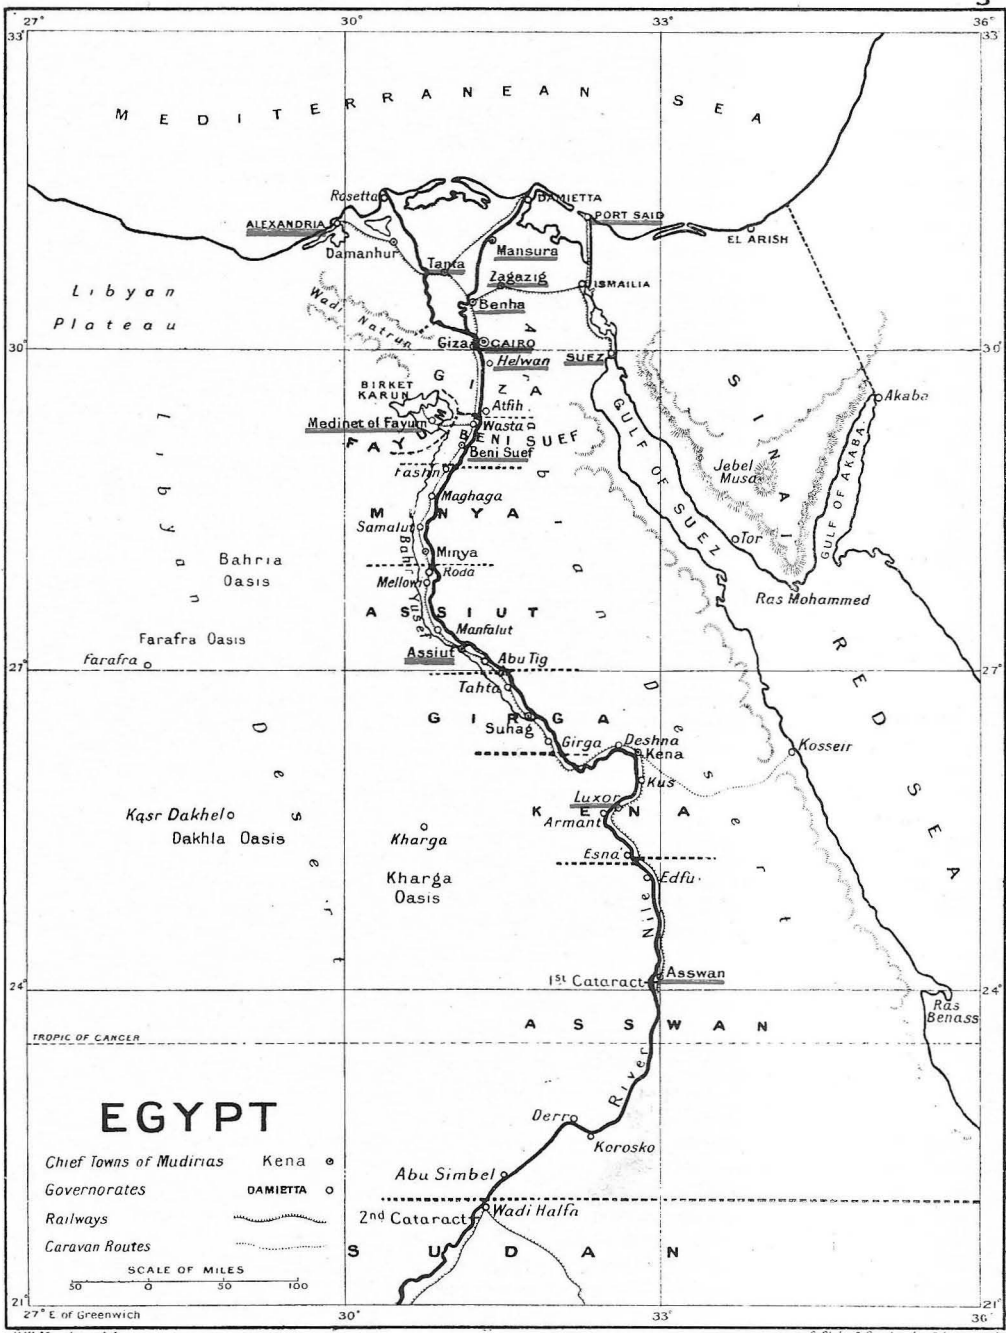 27° 30° 33° 36°
33° 33°
MEDITERRANEAN SEA
Rosetta
DAMIETTA
ALEXANDRIA
PORT SAID
Damanhur
Mansura
EL ARISH
Tanta
Zagazig
ISMAILIA
Libyan
Plateau
Wadi Natrun
Benha
Giza CAIRO
SUEZ
30° 30°
Helwan
BIRKET
KARUN
GIZA
Akaba
Atfih
Medinet el Fayum
Wasta
FAYUM
BENI SUEF
Beni Suef
SINAI
GULF OF SUEZ
GULF OF AKABA
Jebel
Musa
Fashn
Maghaga
MINYA
Samalut
Tor
Minya
Bahr Yusef
Roda
Mellowi
Bahria
Oasis
Ras Mohammed
ASSIUT
Manfalut
Farafra Oasis
Farafra
Assiut
Abu Tig
27° 27°
Tahta
GIRGA
Suhag
Girga
Deshna
Kena
Kosseir
RED SEA
Kus
Luxor
KENA
Armant
Kasr Dakhel
Dakhla Oasis
Kharga
Esna
Kharga
Oasis
Edfu
Libyan Desert
Arabian Desert
River Nile
Asswan
1st Cataract
24° 24°
Ras
Benass
ASSWAN
TROPIC OF CANCER
EGYPT
Derr
Korosko
Chief Towns of Mudirias Kena
Abu Simbel
Governorates DAMIETTA
Wadi Halfa
Railways
2nd Cataract
Caravan Routes
SUDAN
SCALE OF MILES
50 0 50 100
21° 21°
27° E of Greenwich 30° 33° 36°